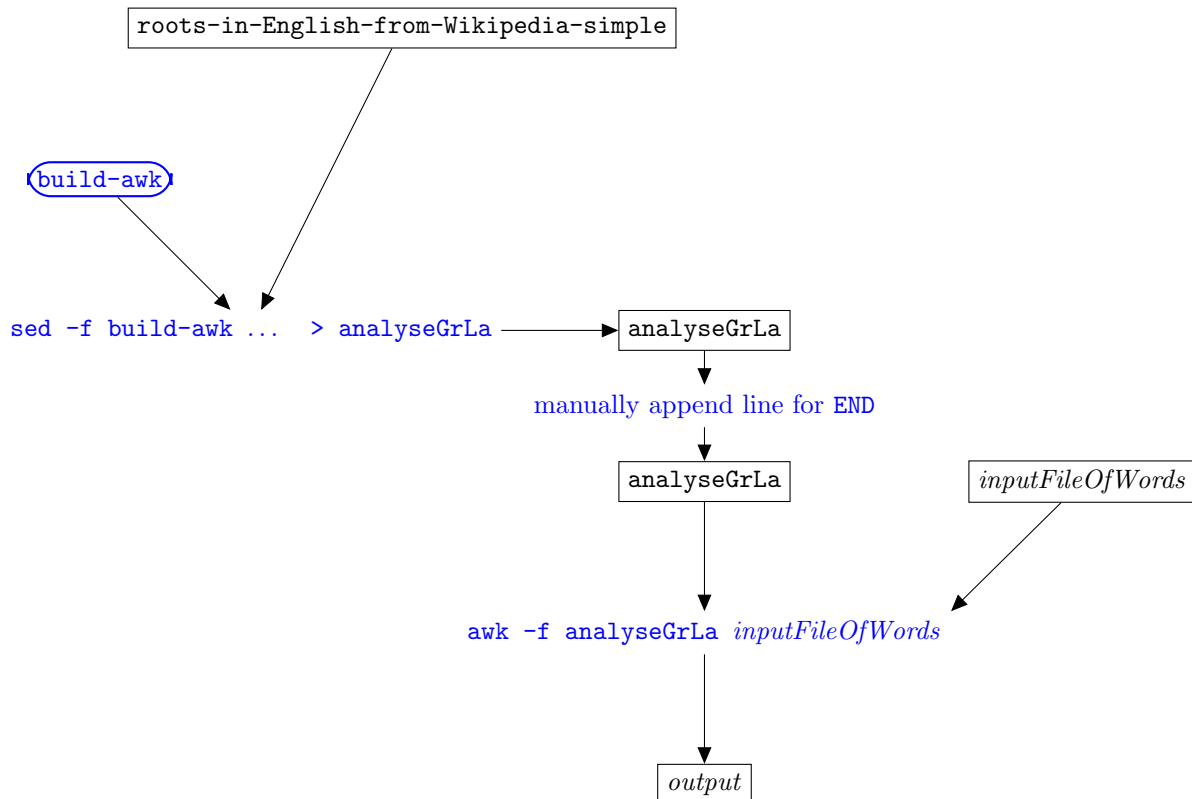 roots-in-English-from-Wikipedia-simple
build-awk
sed -f build-awk ... > analyseGrLa
analyseGrLa
manually append line for END
analyseGrLa
inputFileOfWords
awk -f analyseGrLa inputFileOfWords
output